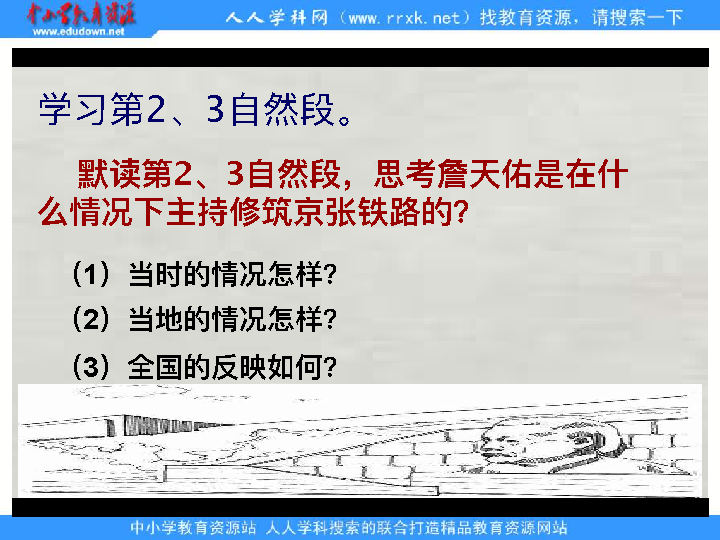 中小学教育资源
www.edudown.net
人人学科网（www.rrxk.net）找教育资源，请搜索一下
学习第2、3自然段。
默读第2、3自然段，思考詹天佑是在什
么情况下主持修筑京张铁路的？
（1）当时的情况怎样？
（2）当地的情况怎样？
（3）全国的反映如何？
中小学教育资源站 人人学科搜索的联合打造精品教育资源网站